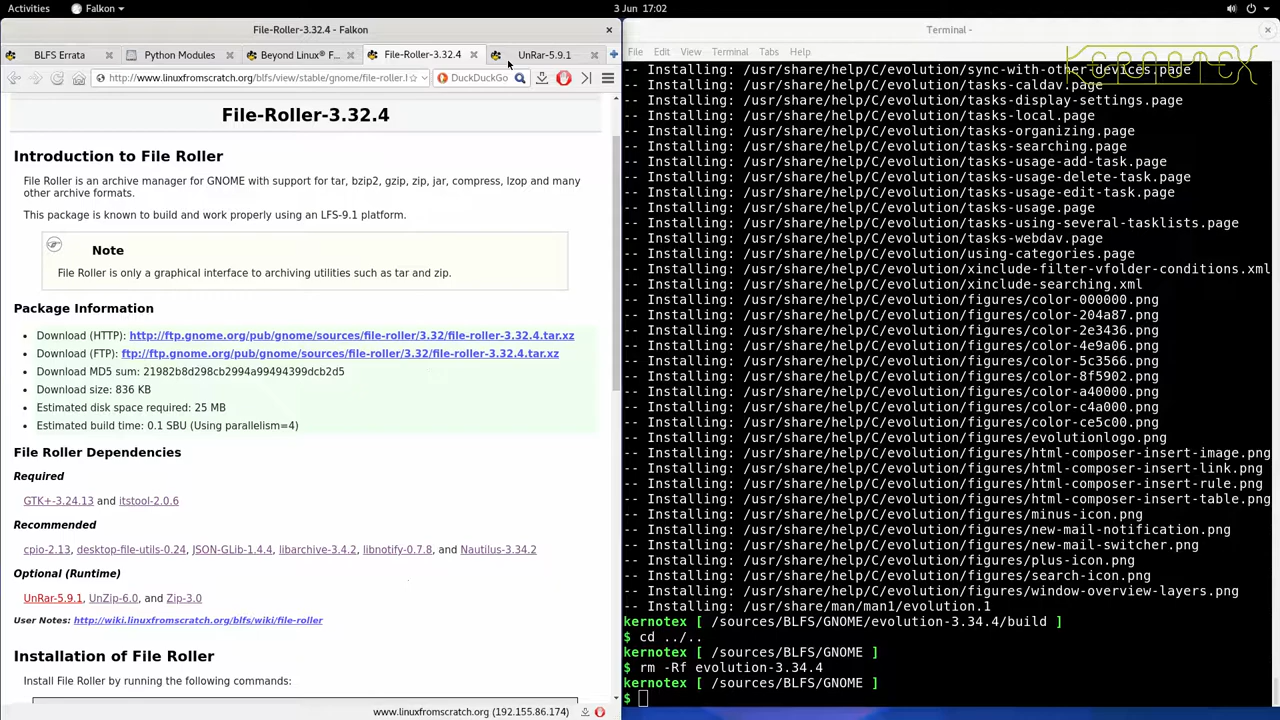 Activities
Falkon
3 Jun 17:02
File-Roller-3.32.4 - Falkon
BLFS Errata
Python Modules
Beyond Linux® F...
File-Roller-3.32.4
UnRar-5.9.1
http://www.linuxfromscratch.org/blfs/view/stable/gnome/file-roller.l
DuckDuckGo
File-Roller-3.32.4
Introduction to File Roller
File Roller is an archive manager for GNOME with support for tar, bzip2, gzip, zip, jar, compress, lzop and many
other archive formats.
This package is known to build and work properly using an LFS-9.1 platform.
Note
File Roller is only a graphical interface to archiving utilities such as tar and zip.
Package Information
Download (HTTP): http://ftp.gnome.org/pub/gnome/sources/file-roller/3.32/file-roller-3.32.4.tar.xz
Download (FTP): ftp://ftp.gnome.org/pub/gnome/sources/file-roller/3.32/file-roller-3.32.4.tar.xz
Download MD5 sum: 21982b8d298cb2994a99494399dcb2d5
Download size: 836 KB
Estimated disk space required: 25 MB
Estimated build time: 0.1 SBU (Using parallelism=4)
File Roller Dependencies
Required
GTK+-3.24.13 and itstool-2.0.6
Recommended
cpio-2.13, desktop-file-utils-0.24, JSON-GLib-1.4.4, libarchive-3.4.2, libnotify-0.7.8, and Nautilus-3.34.2
Optional (Runtime)
UnRar-5.9.1, UnZip-6.0, and Zip-3.0
User Notes: http://wiki.linuxfromscratch.org/blfs/wiki/file-roller
Installation of File Roller
Install File Roller by running the following commands:
www.linuxfromscratch.org (192.155.86.174)
Terminal -
File Edit View Terminal Tabs Help
KERNOTEX
-- Installing: /usr/share/help/C/evolution/sync-with-other-devices.page
-- Installing: /usr/share/help/C/evolution/tasks-caldav.page
-- Installing: /usr/share/help/C/evolution/tasks-display-settings.page
-- Installing: /usr/share/help/C/evolution/tasks-local.page
-- Installing: /usr/share/help/C/evolution/tasks-organizing.page
-- Installing: /usr/share/help/C/evolution/tasks-searching.page
-- Installing: /usr/share/help/C/evolution/tasks-usage-add-task.page
-- Installing: /usr/share/help/C/evolution/tasks-usage-delete-task.page
-- Installing: /usr/share/help/C/evolution/tasks-usage-edit-task.page
-- Installing: /usr/share/help/C/evolution/tasks-usage.page
-- Installing: /usr/share/help/C/evolution/using-several-tasklists.page
-- Installing: /usr/share/help/C/evolution/tasks-webdav.page
-- Installing: /usr/share/help/C/evolution/using-categories.page
-- Installing: /usr/share/help/C/evolution/xinclude-filter-vfolder-conditions.xml
-- Installing: /usr/share/help/C/evolution/xinclude-searching.xml
-- Installing: /usr/share/help/C/evolution/figures/color-000000.png
-- Installing: /usr/share/help/C/evolution/figures/color-204a87.png
-- Installing: /usr/share/help/C/evolution/figures/color-2e3436.png
-- Installing: /usr/share/help/C/evolution/figures/color-4e9a06.png
-- Installing: /usr/share/help/C/evolution/figures/color-5c3566.png
-- Installing: /usr/share/help/C/evolution/figures/color-8f5902.png
-- Installing: /usr/share/help/C/evolution/figures/color-a40000.png
-- Installing: /usr/share/help/C/evolution/figures/color-c4a000.png
-- Installing: /usr/share/help/C/evolution/figures/color-ce5c00.png
-- Installing: /usr/share/help/C/evolution/figures/evolutionlogo.png
-- Installing: /usr/share/help/C/evolution/figures/html-composer-insert-image.png
-- Installing: /usr/share/help/C/evolution/figures/html-composer-insert-link.png
-- Installing: /usr/share/help/C/evolution/figures/html-composer-insert-rule.png
-- Installing: /usr/share/help/C/evolution/figures/html-composer-insert-table.png
-- Installing: /usr/share/help/C/evolution/figures/minus-icon.png
-- Installing: /usr/share/help/C/evolution/figures/new-mail-notification.png
-- Installing: /usr/share/help/C/evolution/figures/new-mail-switcher.png
-- Installing: /usr/share/help/C/evolution/figures/plus-icon.png
-- Installing: /usr/share/help/C/evolution/figures/search-icon.png
-- Installing: /usr/share/help/C/evolution/figures/window-overview-layers.png
-- Installing: /usr/share/man/man1/evolution.1
kernotex [ /sources/BLFS/GNOME/evolution-3.34.4/build ]
$ cd ../..
kernotex [ /sources/BLFS/GNOME ]
$ rm -Rf evolution-3.34.4
kernotex [ /sources/BLFS/GNOME ]
$